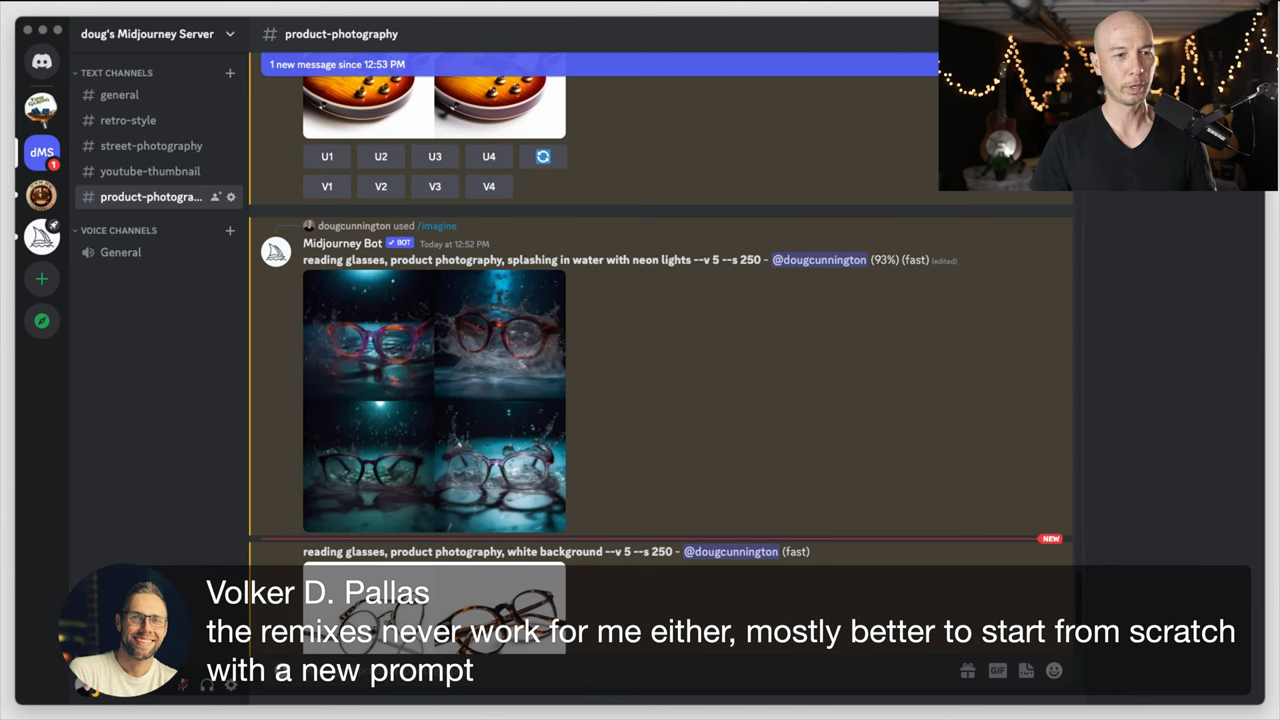 doug's Midjourney Server
product-photography
1 new message since 12:53 PM
TEXT CHANNELS
general
retro-style
street-photography
youtube-thumbnail
product-photogra...
VOICE CHANNELS
General
dMS
1
U1 U2 U3 U4
V1 V2 V3 V4
dougcunnington used /imagine
Midjourney Bot BOT Today at 12:52 PM
reading glasses, product photography, splashing in water with neon lights --v 5 --s 250 - @dougcunnington (93%) (fast) (edited)
NEW
reading glasses, product photography, white background --v 5 --s 250 - @dougcunnington (fast)
GIF
SHURE
Volker D. Pallas
the remixes never work for me either, mostly better to start from scratch
with a new prompt